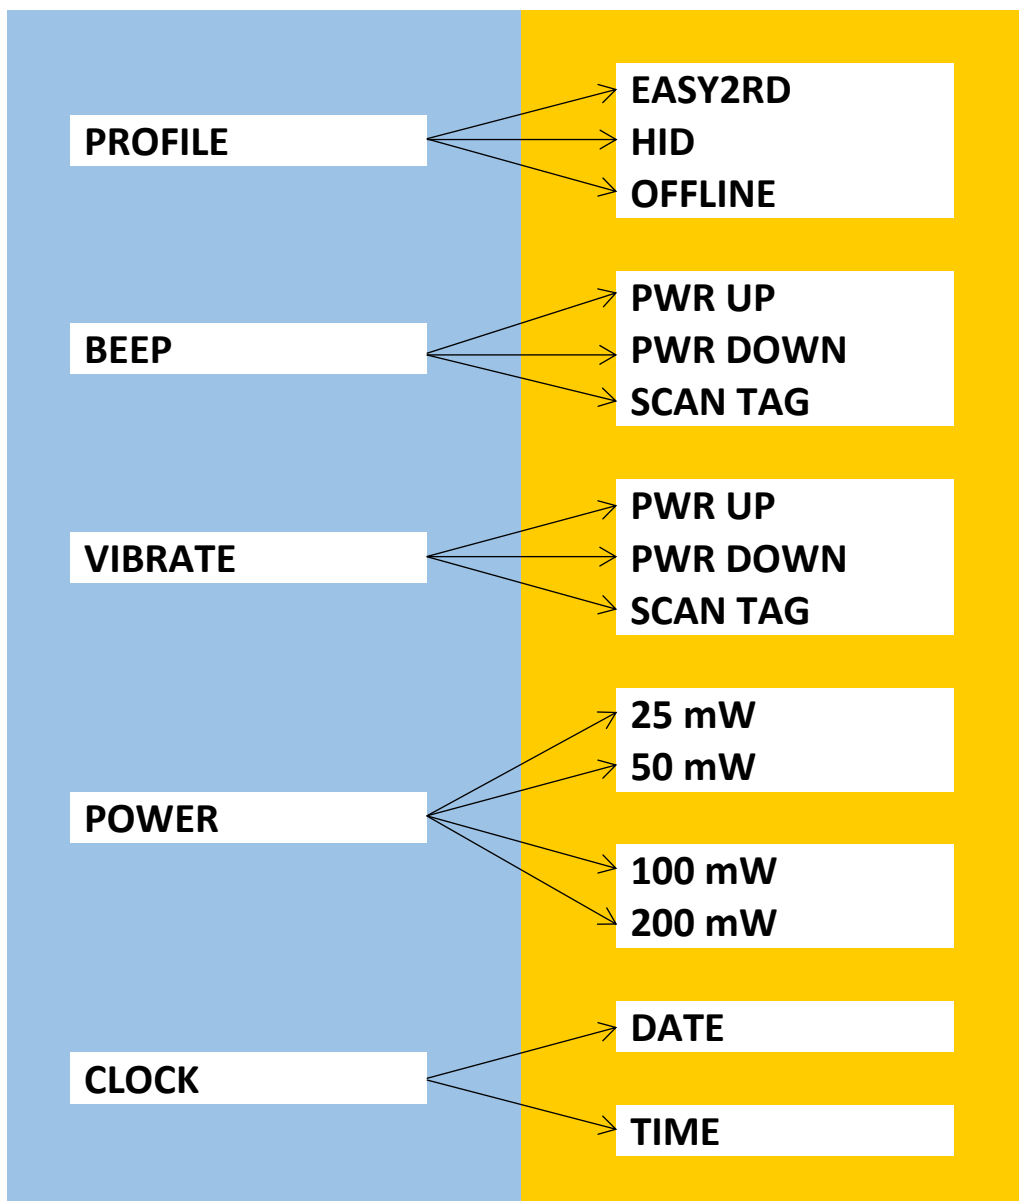 PROFILE
EASY2RD
HID
OFFLINE
BEEP
PWR UP
PWR DOWN
SCAN TAG
VIBRATE
PWR UP
PWR DOWN
SCAN TAG
POWER
25 mW
50 mW
100 mW
200 mW
CLOCK
DATE
TIME